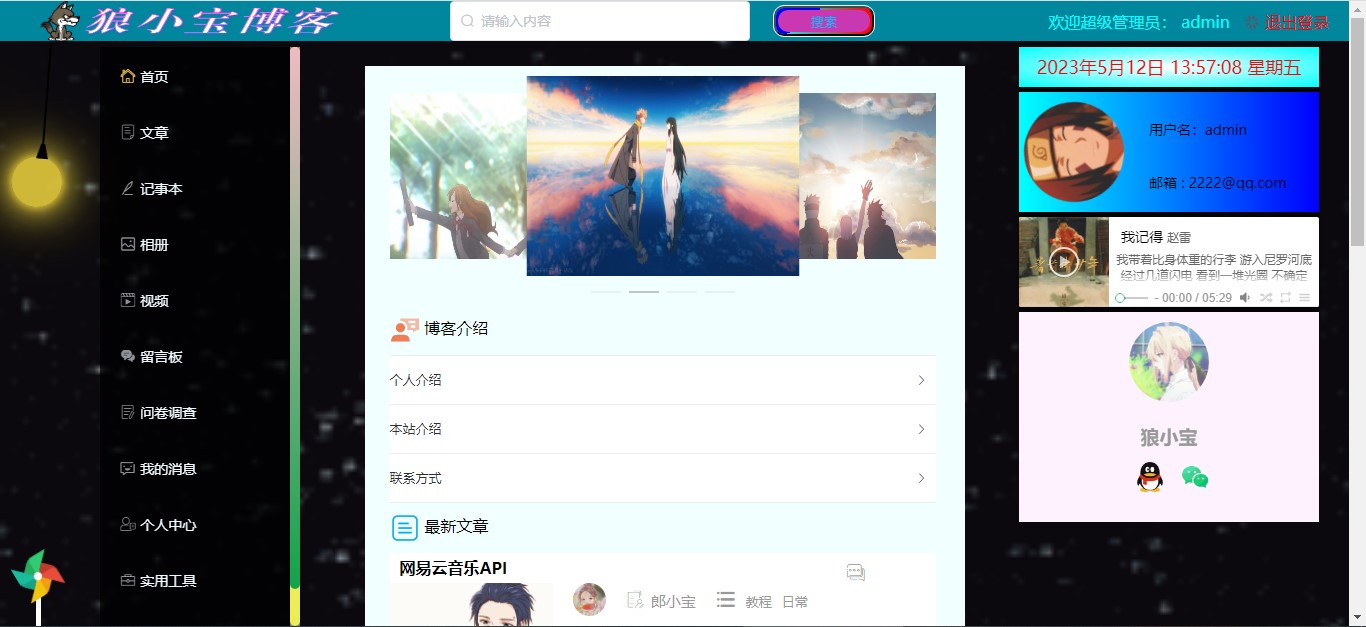 狼小宝博客
请输入内容
搜索
欢迎超级管理员： admin
退出登录
首页
文章
记事本
相册
视频
留言板
问卷调查
我的消息
个人中心
实用工具
博客介绍
个人介绍
本站介绍
联系方式
最新文章
网易云音乐API
郎小宝
教程 日常
2023年5月12日 13:57:08 星期五
用户名：admin
邮箱 : 2222@qq.com
我记得 赵雷
我带着比身体重的行李 游入尼罗河底
经过几道闪电 看到一堆光圈 不确定
- 00:00 / 05:29
狼小宝